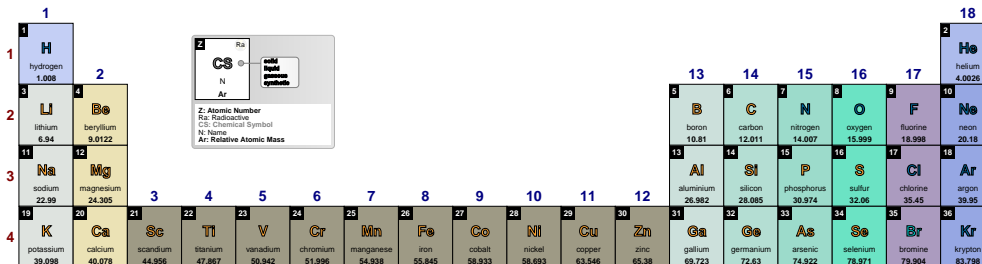 1 18
1 H hydrogen 1.008
2 He helium 4.0026
1
Z Ra
CS
N
Ar
solid
liquid
gaseous
synthetic
Z: Atomic Number
Ra: Radioactive
CS: Chemical Symbol
N: Name
Ar: Relative Atomic Mass
2 13 14 15 16 17
2
3 Li lithium 6.94
4 Be beryllium 9.0122
5 B boron 10.81
6 C carbon 12.011
7 N nitrogen 14.007
8 O oxygen 15.999
9 F fluorine 18.998
10 Ne neon 20.18
3
11 Na sodium 22.99
12 Mg magnesium 24.305
13 Al aluminium 26.982
14 Si silicon 28.085
15 P phosphorus 30.974
16 S sulfur 32.06
17 Cl chlorine 35.45
18 Ar argon 39.95
3 4 5 6 7 8 9 10 11 12
4
19 K potassium 39.098
20 Ca calcium 40.078
21 Sc scandium 44.956
22 Ti titanium 47.867
23 V vanadium 50.942
24 Cr chromium 51.996
25 Mn manganese 54.938
26 Fe iron 55.845
27 Co cobalt 58.933
28 Ni nickel 58.693
29 Cu copper 63.546
30 Zn zinc 65.38
31 Ga gallium 69.723
32 Ge germanium 72.63
33 As arsenic 74.922
34 Se selenium 78.971
35 Br bromine 79.904
36 Kr krypton 83.798